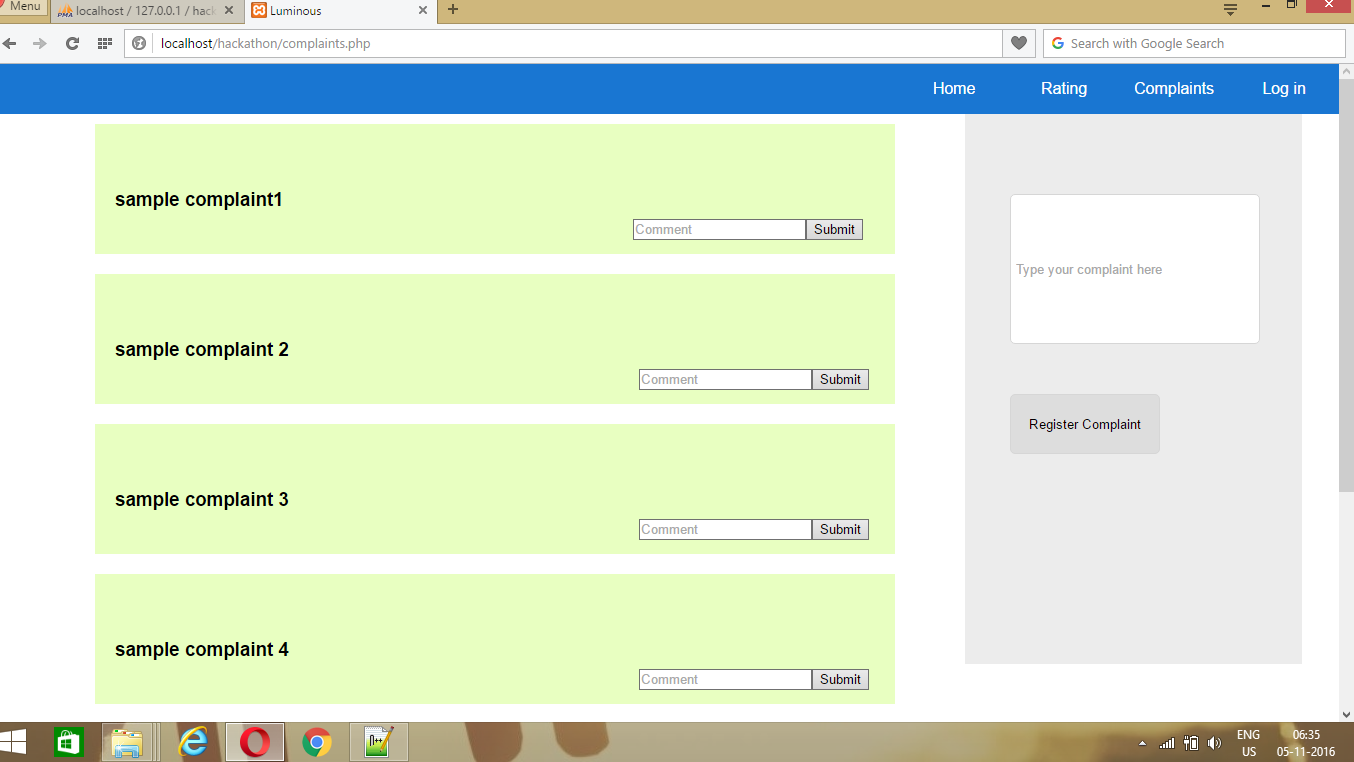 Menu
localhost / 127.0.0.1 / hack
Luminous
localhost/hackathon/complaints.php
Search with Google Search
Home Rating Complaints Log in
sample complaint1
Comment Submit
sample complaint 2
Comment Submit
sample complaint 3
Comment Submit
sample complaint 4
Comment Submit
Type your complaint here
Register Complaint
ENG
US
06:35
05-11-2016